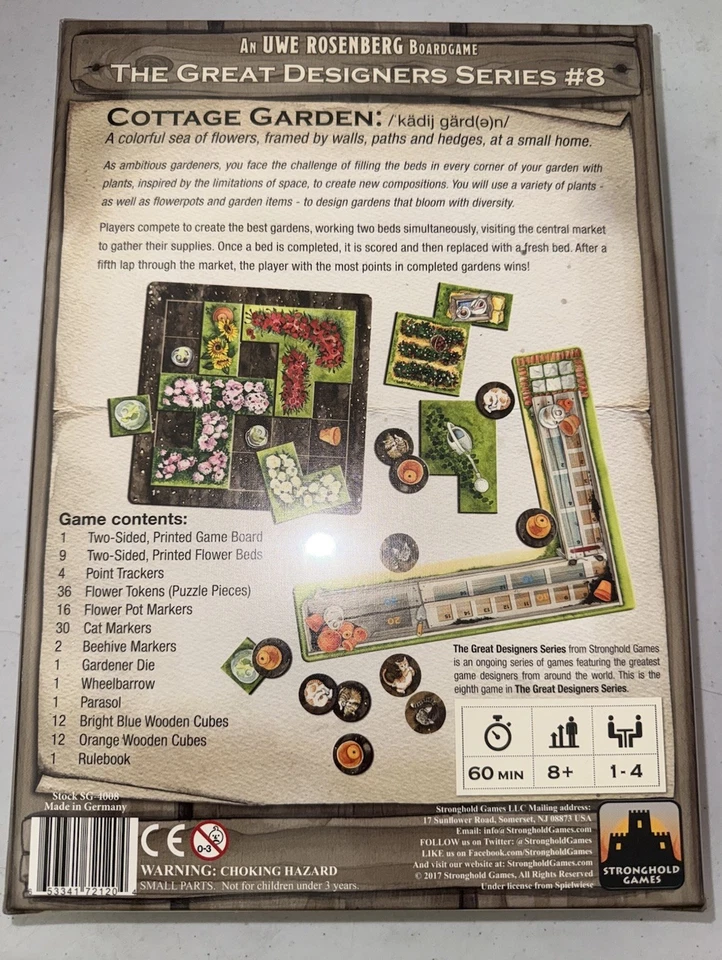 AN UWE ROSENBERG BOARDGAME
THE GREAT DESIGNERS SERIES #8
COTTAGE GARDEN: /ˈkädij gärd(ə)n/
A colorful sea of flowers, framed by walls, paths and hedges, at a small home.
As ambitious gardeners, you face the challenge of filling the beds in every corner of your garden with
plants, inspired by the limitations of space, to create new compositions. You will use a variety of plants -
as well as flowerpots and garden items - to design gardens that bloom with diversity.
Players compete to create the best gardens, working two beds simultaneously, visiting the central market
to gather their supplies. Once a bed is completed, it is scored and then replaced with a fresh bed. After a
fifth lap through the market, the player with the most points in completed gardens wins!
Game contents:
1 Two-Sided, Printed Game Board
9 Two-Sided, Printed Flower Beds
4 Point Trackers
36 Flower Tokens (Puzzle Pieces)
16 Flower Pot Markers
30 Cat Markers
2 Beehive Markers
1 Gardener Die
1 Wheelbarrow
1 Parasol
12 Bright Blue Wooden Cubes
12 Orange Wooden Cubes
1 Rulebook
20
The Great Designers Series from Stronghold Games
is an ongoing series of games featuring the greatest
game designers from around the world. This is the
eighth game in The Great Designers Series.
60 MIN 8+ 1-4
Stock SG-4008
Made in Germany
53341 72120 4
CE 0-3
WARNING: CHOKING HAZARD
SMALL PARTS. Not for children under 3 years.
Stronghold Games LLC Mailing address:
17 Sunflower Road, Somerset, NJ 08873 USA
Email: info@StrongholdGames.com
FOLLOW us on Twitter: @StrongholdGames
LIKE us on Facebook.com/StrongholdGames
And visit our website at: StrongholdGames.com
© 2017 Stronghold Games, All Rights Reserved
Under license from Spielwiese
STRONGHOLD
GAMES